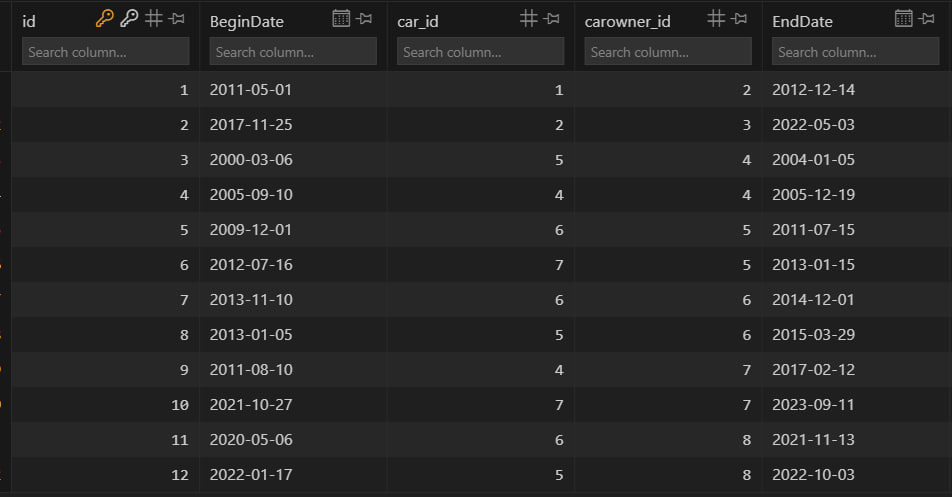 id BeginDate car_id carowner_id EndDate
Search column... Search column... Search column... Search column... Search column...
1 2011-05-01 1 2 2012-12-14
2 2017-11-25 2 3 2022-05-03
3 2000-03-06 5 4 2004-01-05
4 2005-09-10 4 4 2005-12-19
5 2009-12-01 6 5 2011-07-15
6 2012-07-16 7 5 2013-01-15
7 2013-11-10 6 6 2014-12-01
8 2013-01-05 5 6 2015-03-29
9 2011-08-10 4 7 2017-02-12
10 2021-10-27 7 7 2023-09-11
11 2020-05-06 6 8 2021-11-13
12 2022-01-17 5 8 2022-10-03